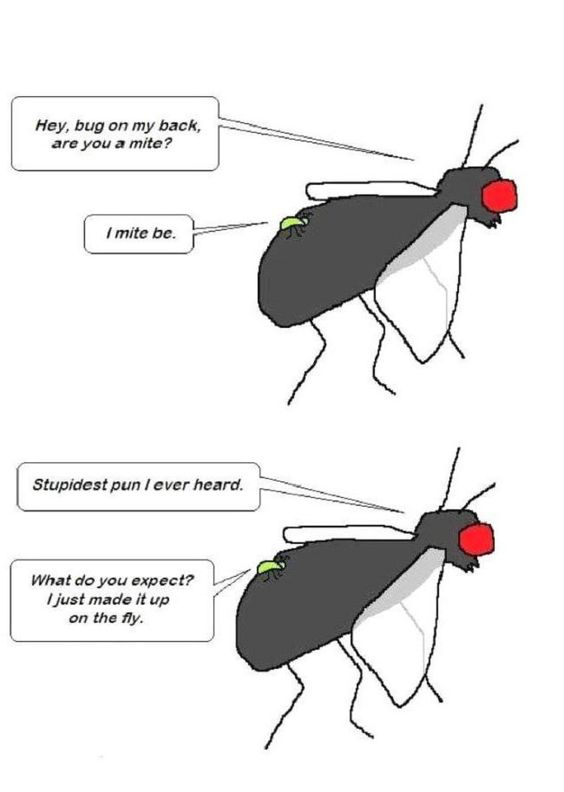 Hey, bug on my back,
are you a mite?
I mite be.
Stupidest pun I ever heard.
What do you expect?
I just made it up
on the fly.